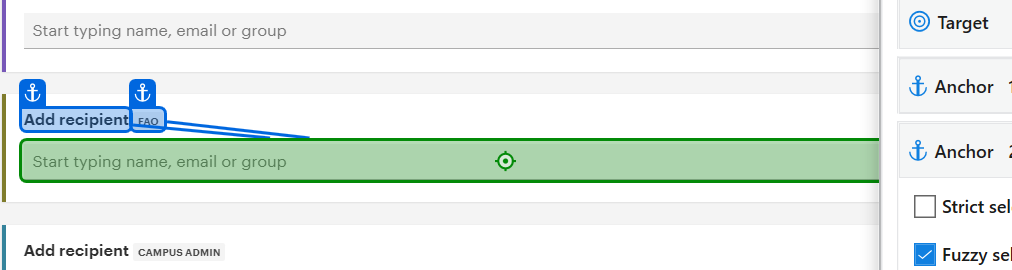 Start typing name, email or group
Target
Anchor 1
Add recipient FAO
Anchor 2
Start typing name, email or group
Strict sel
Add recipient CAMPUS ADMIN
Fuzzy sel